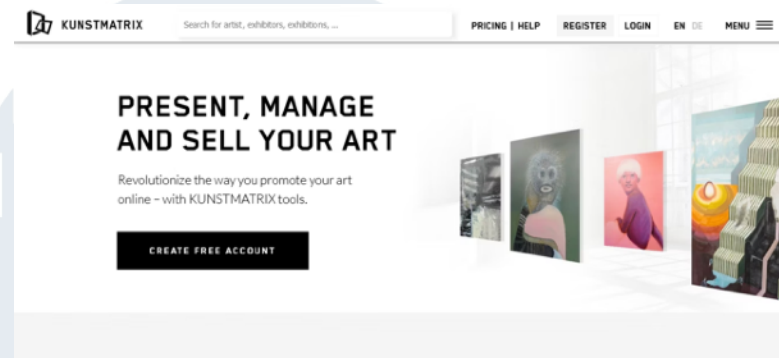 KUNSTMATRIX
Search for artist, exhibitors, exhibitions, ...
PRICING | HELP
REGISTER
LOGIN
EN DE
MENU
PRESENT, MANAGE
AND SELL YOUR ART
Revolutionize the way you promote your art
online – with KUNSTMATRIX tools.
CREATE FREE ACCOUNT